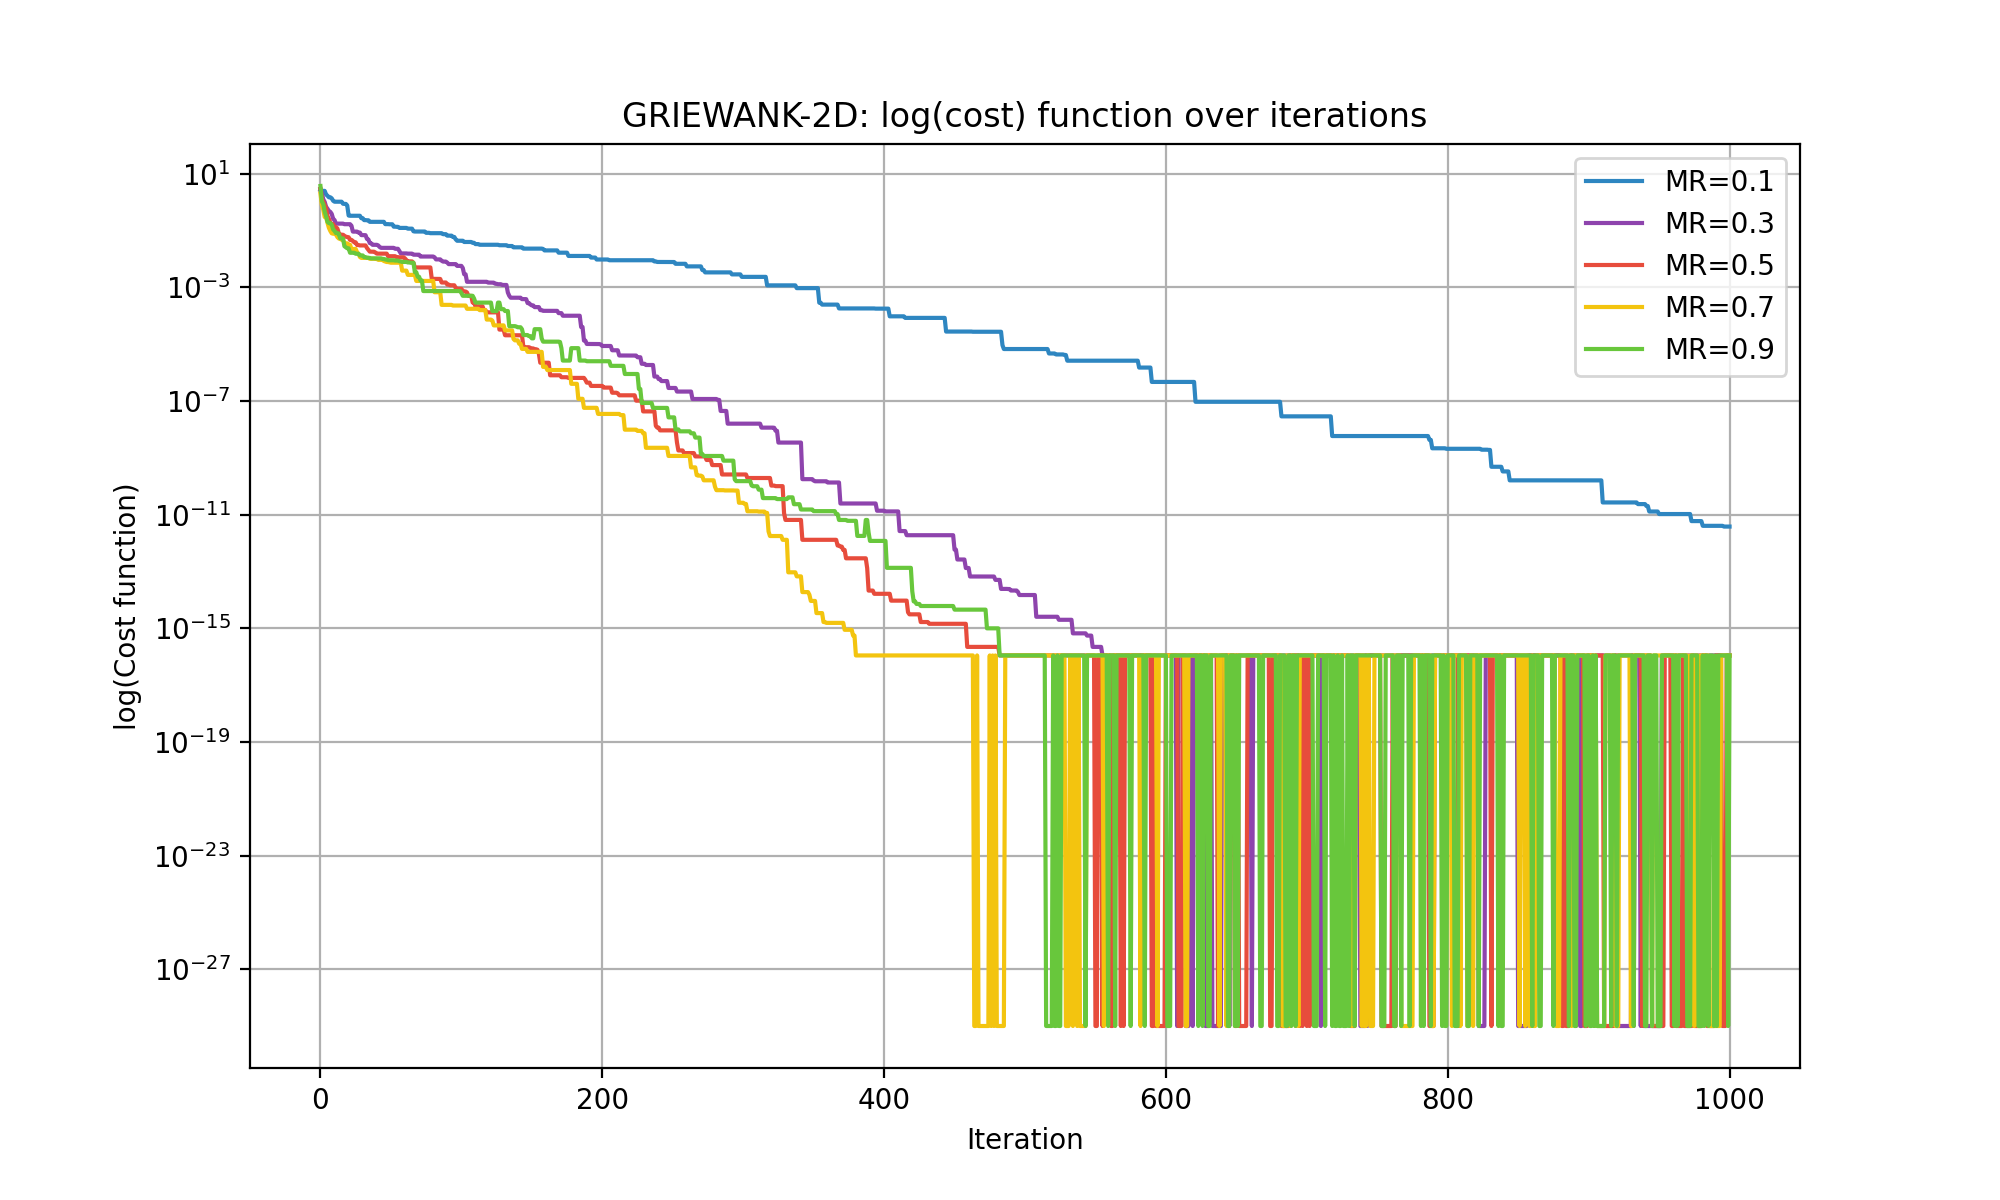 GRIEWANK-2D: log(cost) function over iterations
log(Cost function)
10¹
10⁻³
10⁻⁷
10⁻¹¹
10⁻¹⁵
10⁻¹⁹
10⁻²³
10⁻²⁷
MR=0.1
MR=0.3
MR=0.5
MR=0.7
MR=0.9
0 200 400 600 800 1000
Iteration